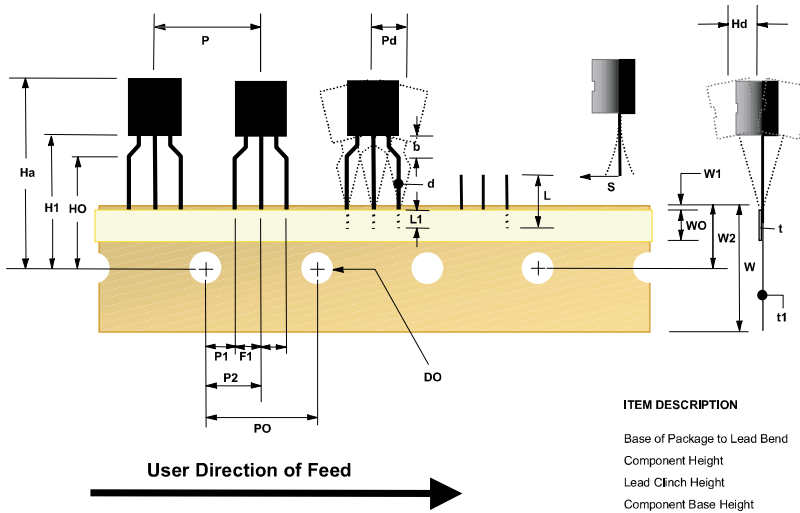 P
Pd
Hd
Ha
H1
HO
b
d
L
L1
S
W1
WO
W2
W
t
t1
P1
F1
P2
PO
DO
ITEM DESCRIPTION
Base of Package to Lead Bend
Component Height
Lead Clinch Height
Component Base Height
User Direction of Feed